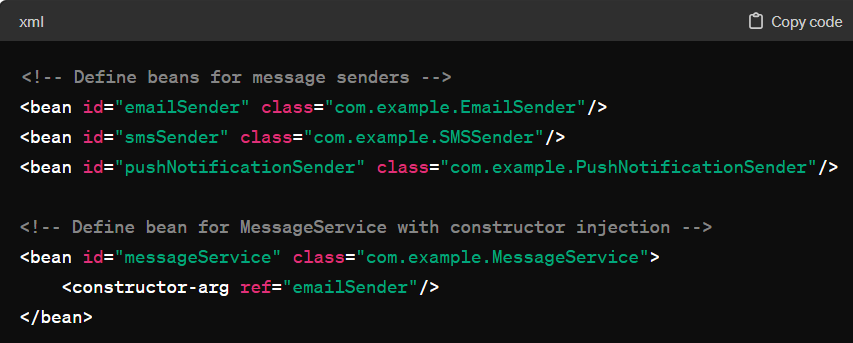 xml
Copy code
<!-- Define beans for message senders -->
<bean id="emailSender" class="com.example.EmailSender"/>
<bean id="smsSender" class="com.example.SMSSender"/>
<bean id="pushNotificationSender" class="com.example.PushNotificationSender"/>
<!-- Define bean for MessageService with constructor injection -->
<bean id="messageService" class="com.example.MessageService">
    <constructor-arg ref="emailSender"/>
</bean>